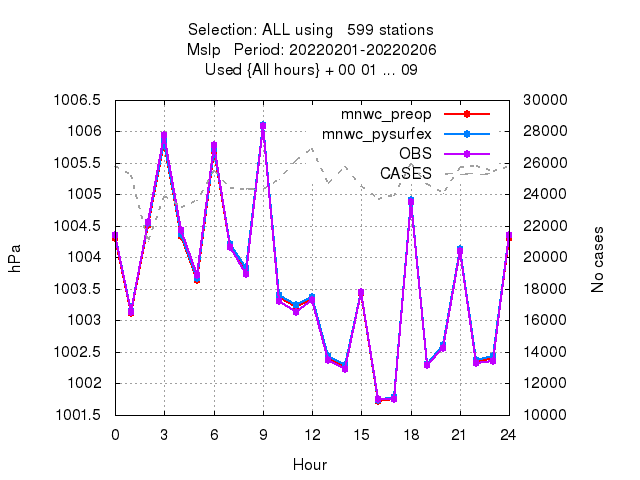 Selection: ALL using   599 stations
Mslp   Period: 20220201-20220206
Used {All hours} + 00 01 ... 09
mnwc_preop
mnwc_pysurfex
OBS
CASES
hPa
1006.5
1006
1005.5
1005
1004.5
1004
1003.5
1003
1002.5
1002
1001.5
30000
28000
26000
24000
22000
20000
18000
16000
14000
12000
10000
No cases
0 3 6 9 12 15 18 21 24
Hour